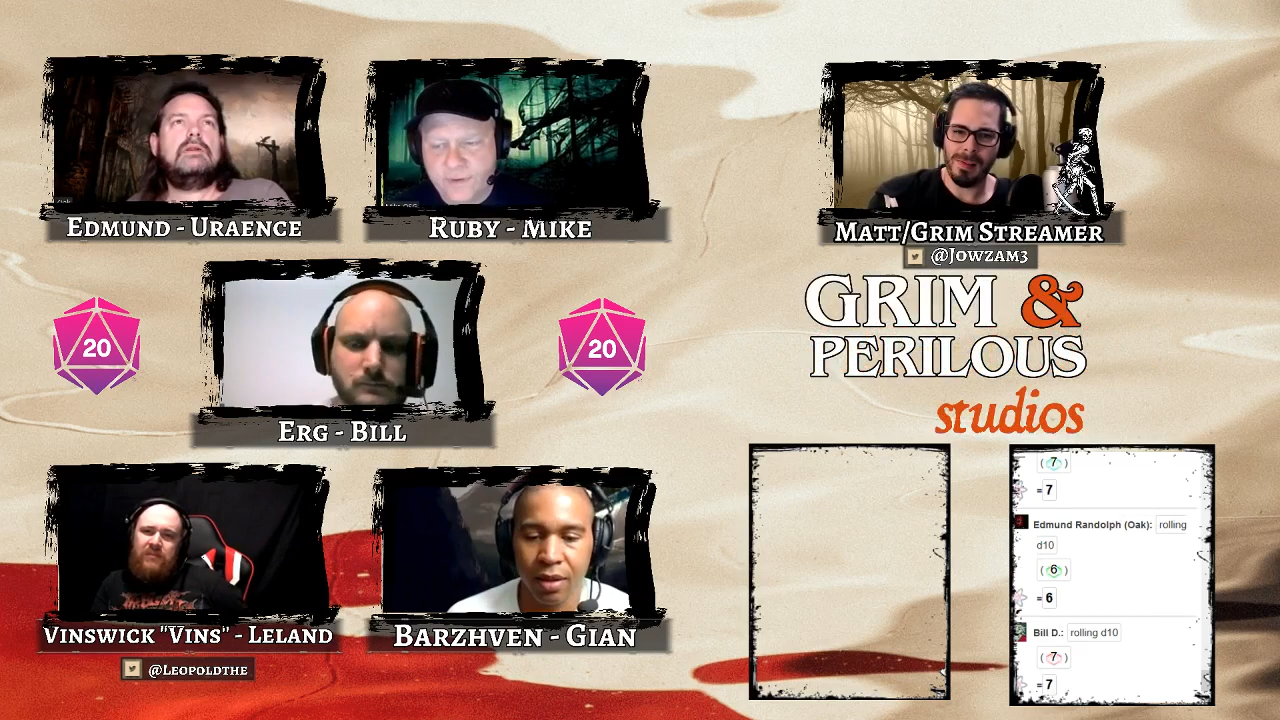 Edmund - Uraence
Ruby - Mike
Matt/Grim Streamer
@Jowzam3
20
Erg - Bill
20
Grim &
Perilous
studios
Vinswick "Vins" - Leland
@Leopoldthe
Barzhven - Gian
(7)
=7
Edmund Randolph (Oak): rolling
d10
(6)
=6
Bill D.: rolling d10
(7)
=7